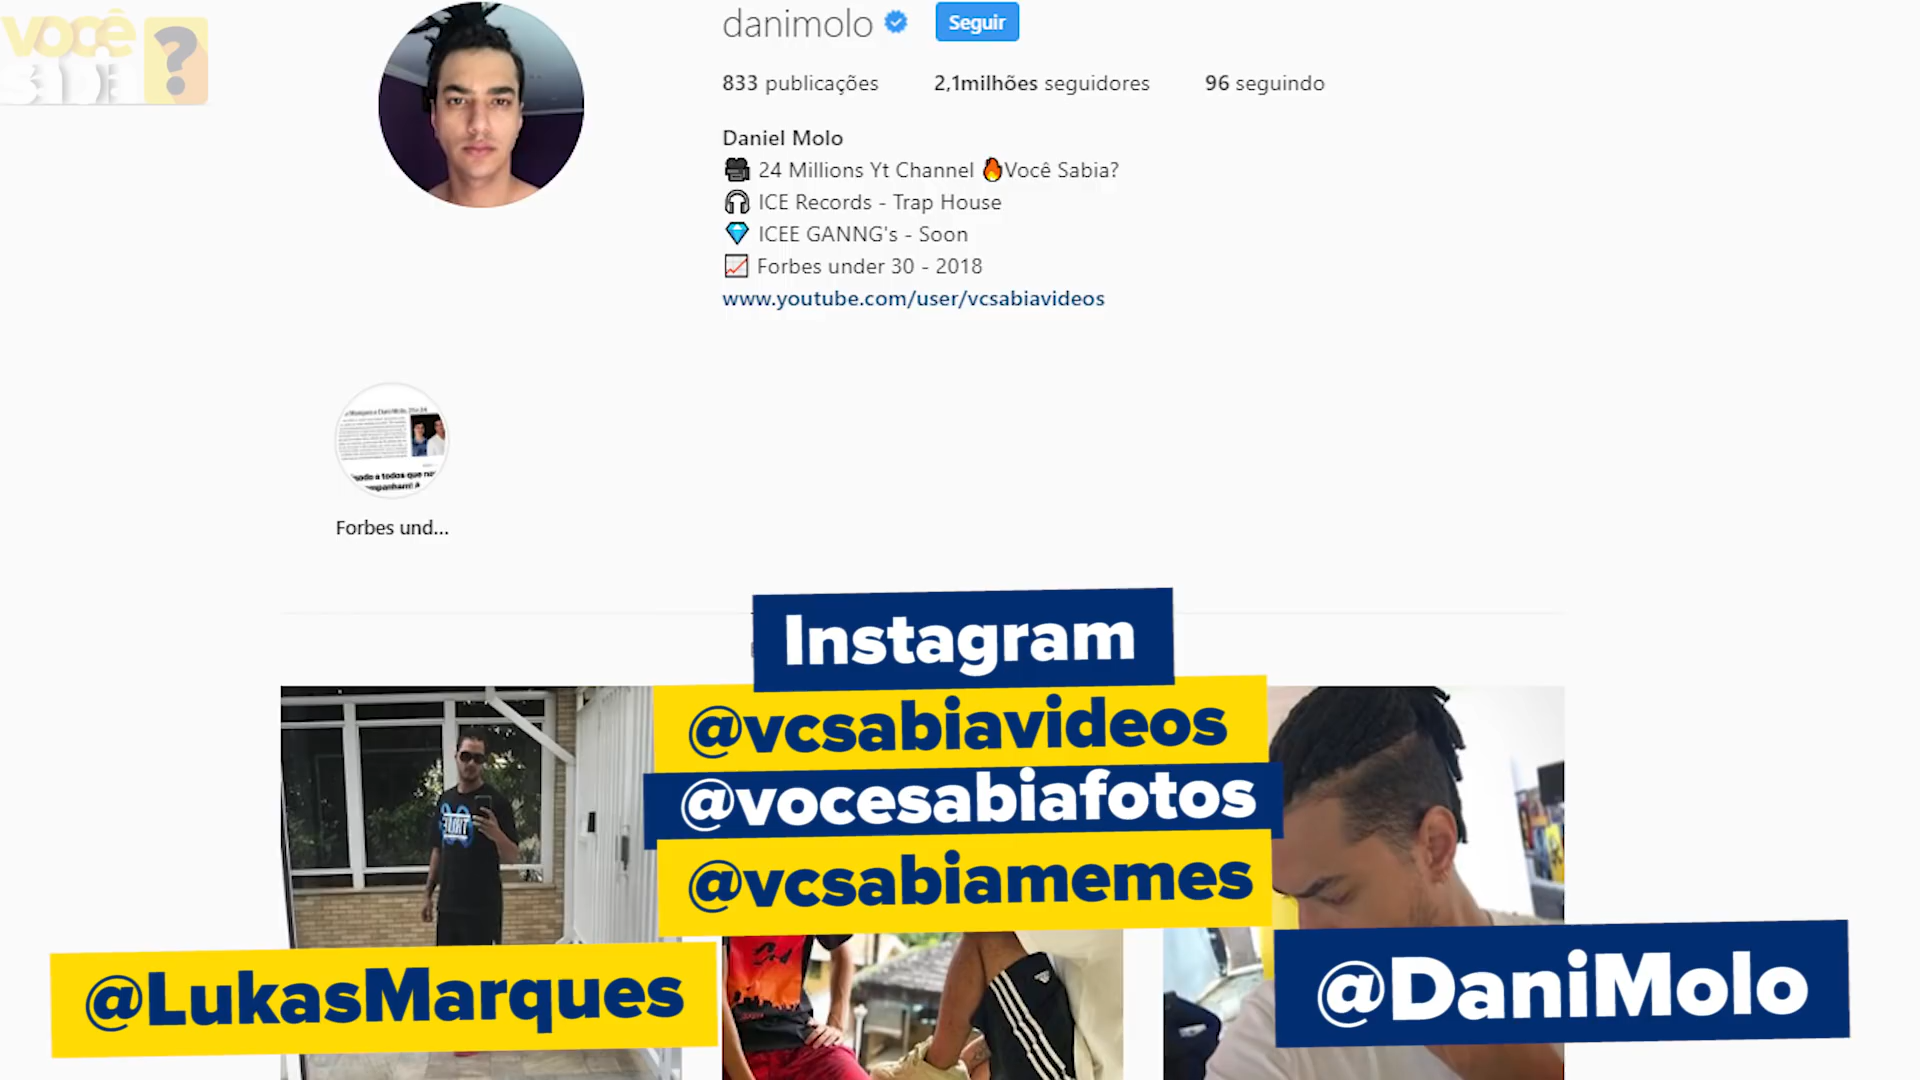 você
sabia
?
danimolo
Seguir
833 publicações
2,1milhões seguidores
96 seguindo
Daniel Molo
24 Millions Yt Channel 🔥Você Sabia?
ICE Records - Trap House
ICEE GANNG's - Soon
Forbes under 30 - 2018
www.youtube.com/user/vcsabiavideos
Forbes und...
Instagram
@vcsabiavideos
@vocesabiafotos
@vcsabiamemes
@LukasMarques
@DaniMolo